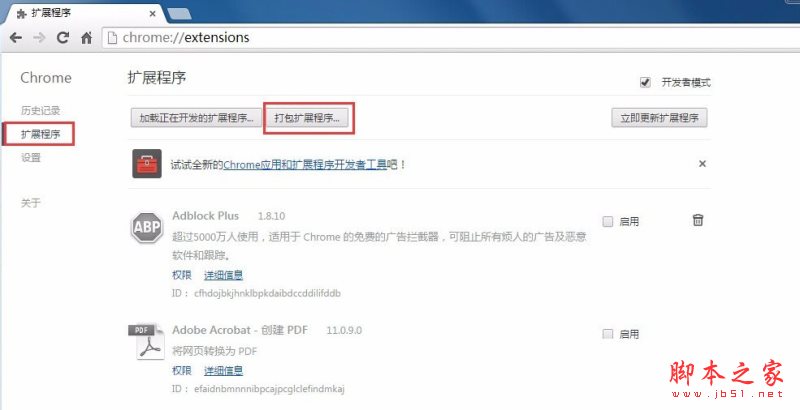 扩展程序
chrome://extensions
Chrome
扩展程序
开发者模式
历史记录
加载正在开发的扩展程序...
打包扩展程序...
立即更新扩展程序
扩展程序
设置
试试全新的Chrome应用和扩展程序开发者工具吧！
关于
Adblock Plus 1.8.10
启用
ABP
超过5000万人使用，适用于 Chrome 的免费的广告拦截器，可阻止所有烦人的广告及恶意
软件和跟踪。
权限 详细信息
ID： cfhdojbkjhnklbpkdaibdccddilifddb
PDF
Adobe Acrobat - 创建 PDF 11.0.9.0
启用
将网页转换为 PDF
权限 详细信息
ID： efaidnbmnnnibpcajpcglclefindmkaj
脚本之家
www.jb51.net